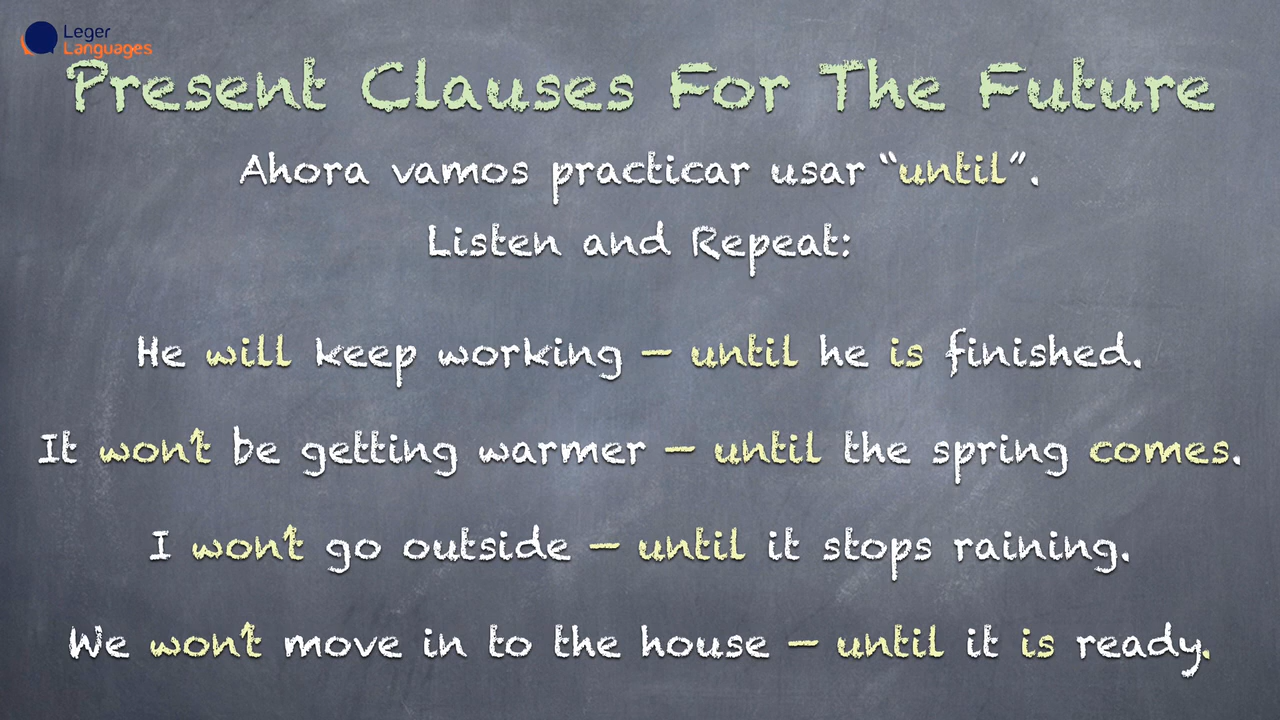 Leger
Languages
Present Clauses For The Future
Ahora vamos practicar usar “until”.
Listen and Repeat:
He will keep working – until he is finished.
It won't be getting warmer – until the spring comes.
I won't go outside – until it stops raining.
We won't move in to the house – until it is ready.